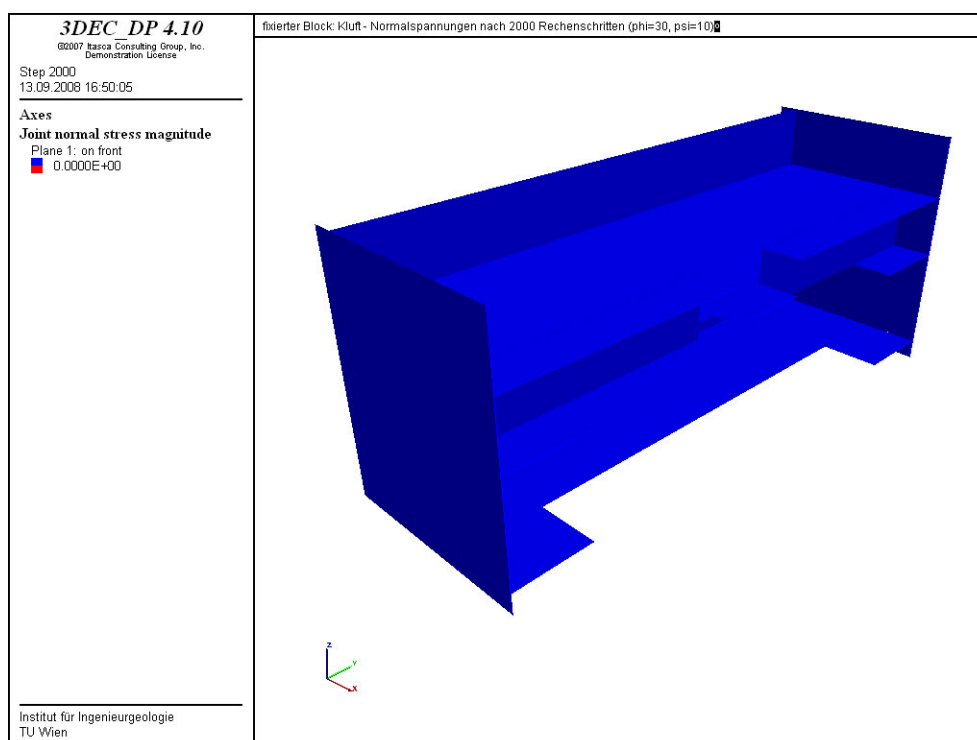 3DEC_DP 4.10
©2007 Itasca Consulting Group, Inc.
Demonstration License
Step 2000
13.09.2008 16:50:05
Axes
Joint normal stress magnitude
Plane 1: on front
0.0000E+00
Institut für Ingenieurgeologie
TU Wien
fixierter Block: Kluft - Normalspannungen nach 2000 Rechenschritten (phi=30, psi=10)
z
y
x